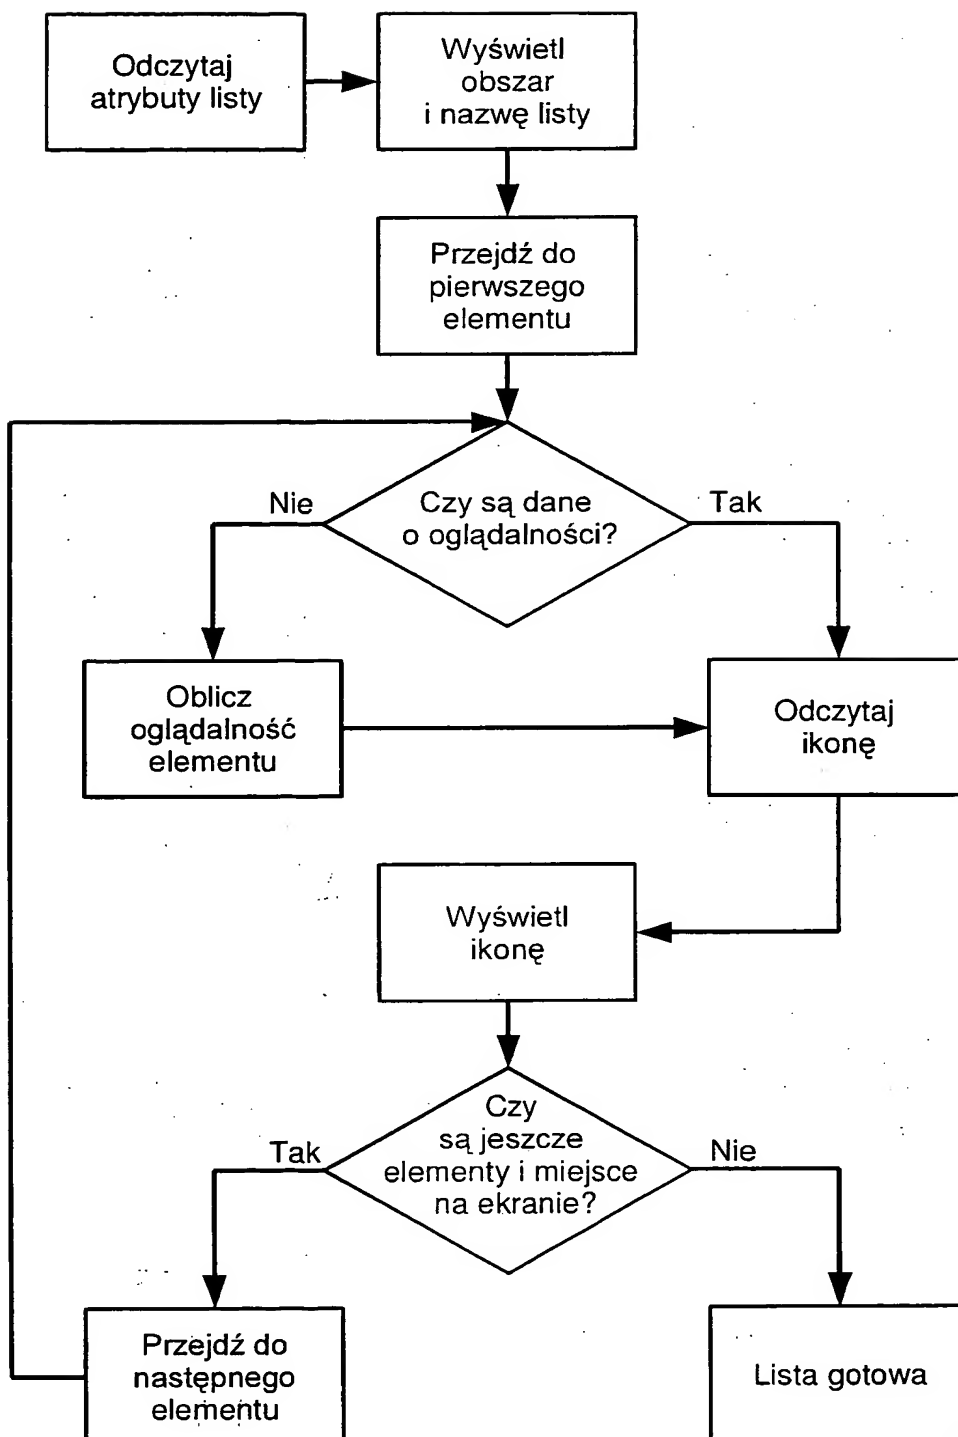 Odczytaj
atrybuty listy
Wyświetl
obszar
i nazwę listy
Przejdź do
pierwszego
elementu
Czy są dane
o oglądalności?
Nie
Tak
Oblicz
oglądalność
elementu
Odczytaj
ikonę
Wyświetl
ikonę
Czy
są jeszcze
elementy i miejsce
na ekranie?
Tak
Nie
Przejdź do
następnego
elementu
Lista gotowa